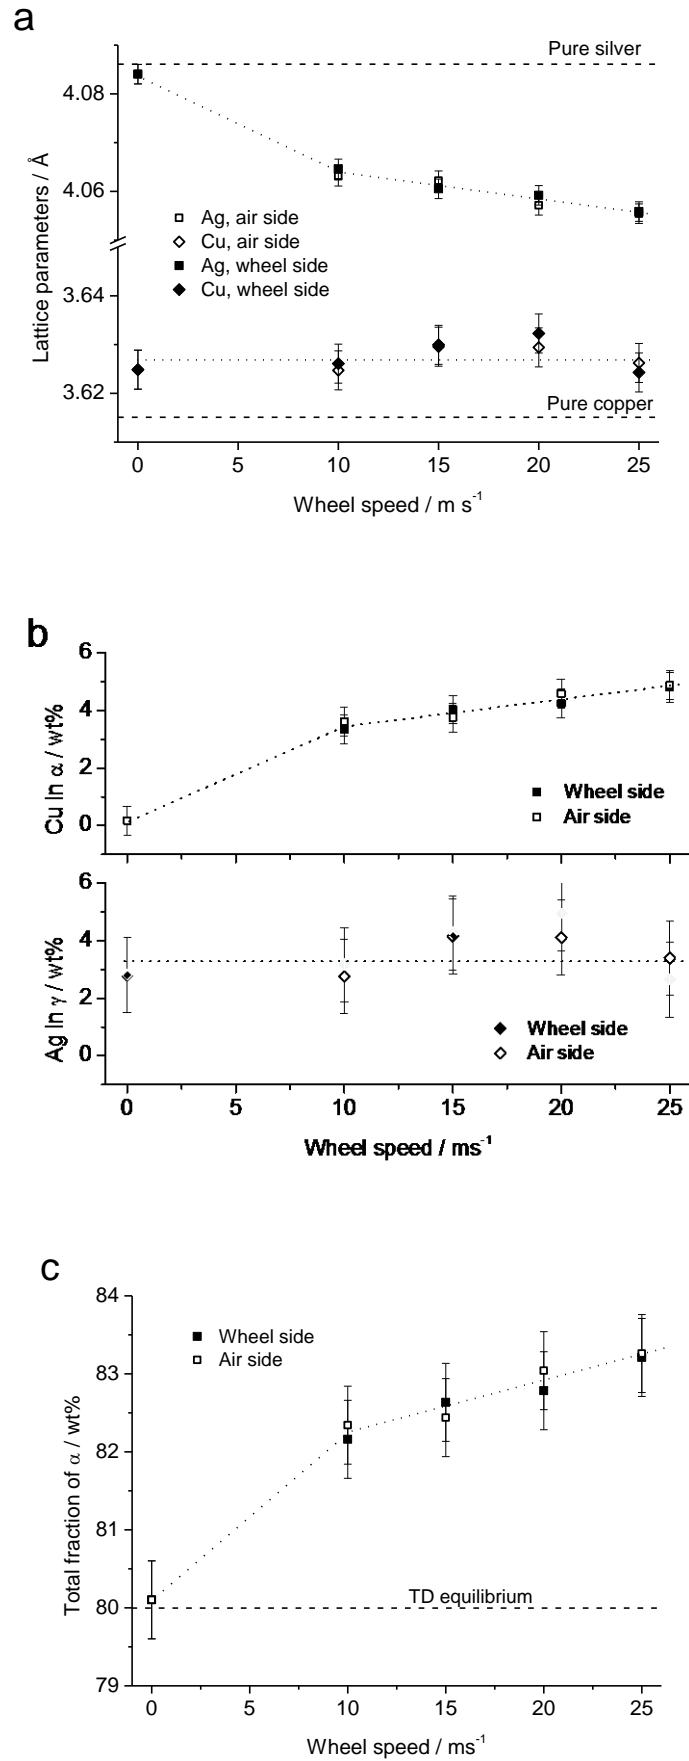 a
Pure silver
4.08
4.06
Ag, air side
Cu, air side
Ag, wheel side
Cu, wheel side
3.64
3.62
Pure copper
Lattice parameters / Å
0 5 10 15 20 25
Wheel speed / m s⁻¹
b
6
4
2
0
Cu In α / wt%
Wheel side
Air side
6
4
2
0
Ag In γ / wt%
Wheel side
Air side
0 5 10 15 20 25
Wheel speed / ms⁻¹
c
84
83
82
81
80
79
Wheel side
Air side
TD equilibrium
Total fraction of α / wt%
0 5 10 15 20 25
Wheel speed / ms⁻¹